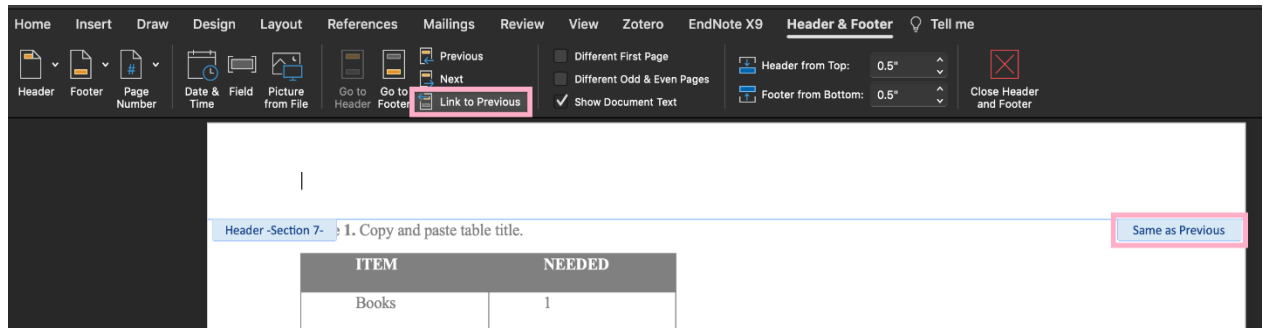 Home Insert Draw Design Layout References Mailings Review View Zotero EndNote X9 Header & Footer Tell me
Previous Different First Page
Header from Top: 0.5"
# Next Different Odd & Even Pages
Header Footer Page Number Date & Time Field Picture from File Go to Header Go to Footer Link to Previous Show Document Text Footer from Bottom: 0.5" Close Header and Footer
Header -Section 7- 1. Copy and paste table title. Same as Previous
ITEM NEEDED
Books 1